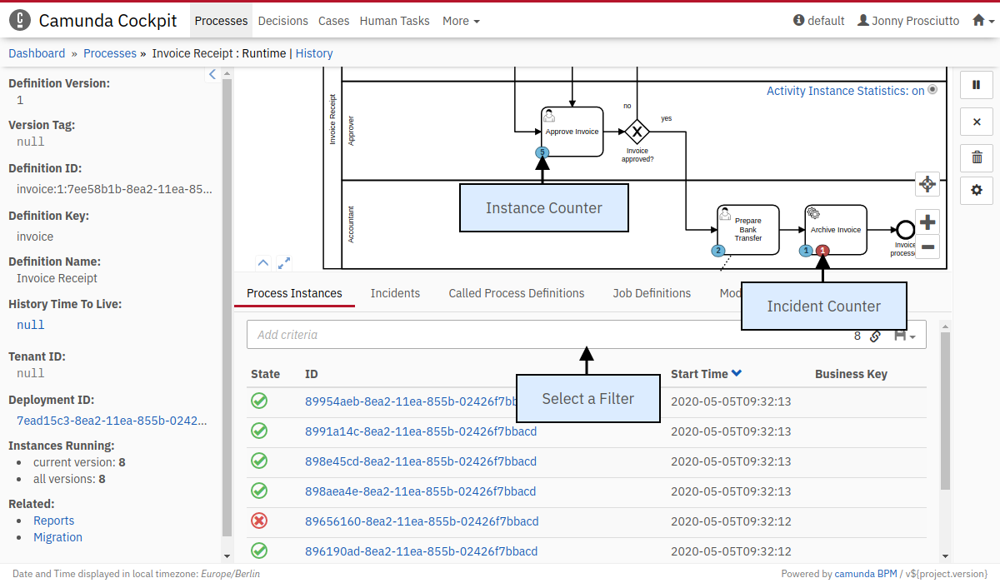 Camunda Cockpit
Processes
Decisions
Cases
Human Tasks
More
default
Jonny Prosciutto
Dashboard » Processes » Invoice Receipt : Runtime | History
Definition Version:
1
Version Tag:
null
Definition ID:
invoice:1:7ee58b1b-8ea2-11ea-85...
Definition Key:
invoice
Definition Name:
Invoice Receipt
History Time To Live:
null
Tenant ID:
null
Deployment ID:
7ead15c3-8ea2-11ea-855b-0242...
Instances Running:
current version: 8
all versions: 8
Related:
Reports
Migration
Activity Instance Statistics: on
Invoice Receipt
Approver
Approve Invoice
5
no
yes
Invoice
approved?
Instance Counter
Accountant
Prepare
Bank
Transfer
2
Archive Invoice
1
1
Invoice
process
Incident Counter
Process Instances
Incidents
Called Process Definitions
Job Definitions
Mod
Add criteria
8
Select a Filter
State
ID
Start Time
Business Key
89954aeb-8ea2-11ea-855b-02426f7bb
2020-05-05T09:32:13
8991a14c-8ea2-11ea-855b-02426f7bbacd
2020-05-05T09:32:13
898e45cd-8ea2-11ea-855b-02426f7bbacd
2020-05-05T09:32:13
898aea4e-8ea2-11ea-855b-02426f7bbacd
2020-05-05T09:32:13
89656160-8ea2-11ea-855b-02426f7bbacd
2020-05-05T09:32:12
896190ad-8ea2-11ea-855b-02426f7bbacd
2020-05-05T09:32:12
Date and Time displayed in local timezone: Europe/Berlin
Powered by camunda BPM / v${project.version}